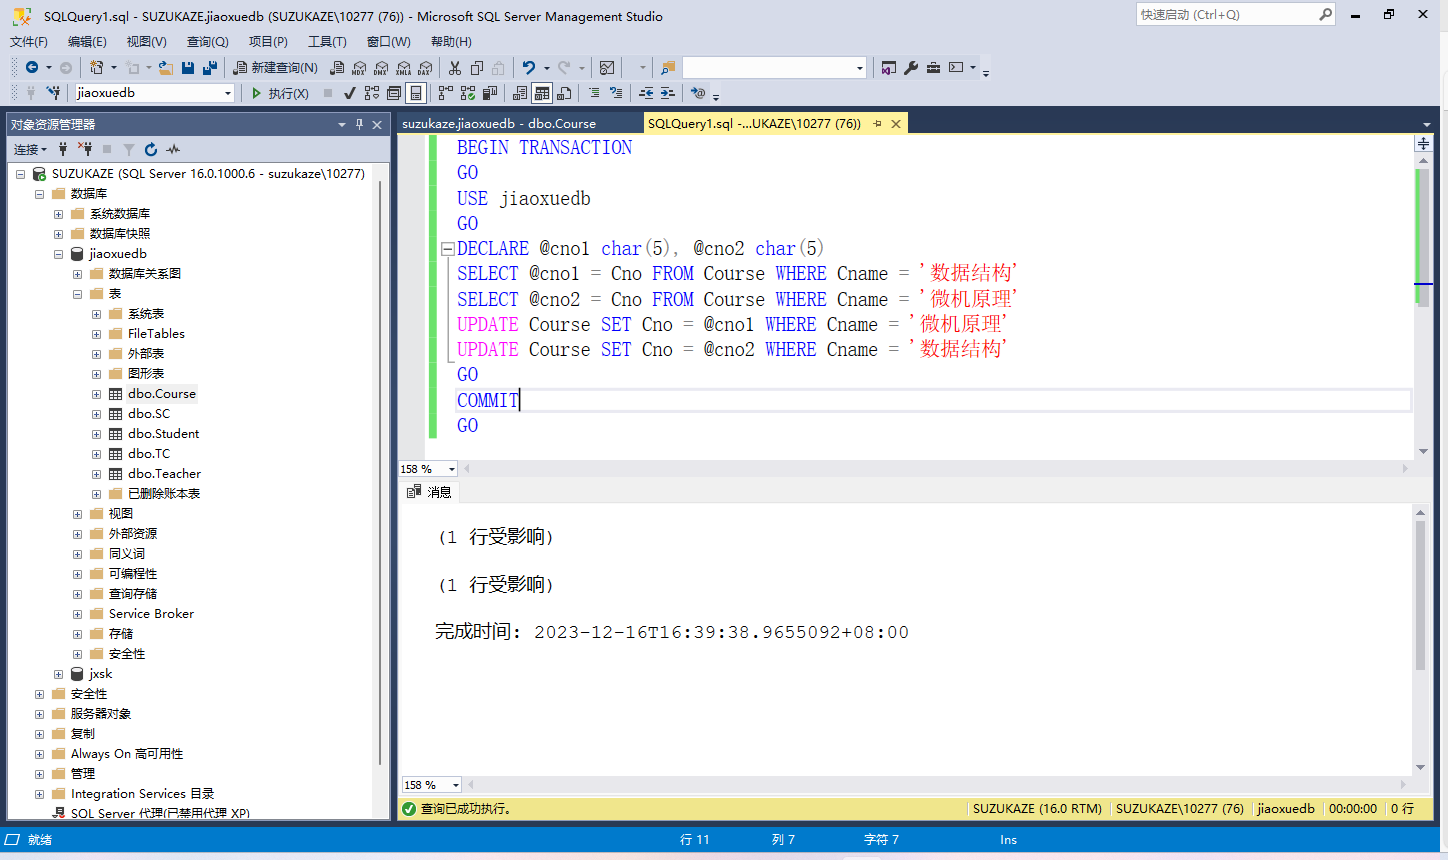 SQLQuery1.sql - SUZUKAZE.jiaoxuedb (SUZUKAZE\10277 (76)) - Microsoft SQL Server Management Studio
快速启动 (Ctrl+Q)
文件(F) 编辑(E) 视图(V) 查询(Q) 项目(P) 工具(T) 窗口(W) 帮助(H)
新建查询(N) MDX DMX XMLA DAX
jiaoxuedb 执行(X)
对象资源管理器
连接
SUZUKAZE (SQL Server 16.0.1000.6 - suzukaze\10277)
数据库
系统数据库
数据库快照
jiaoxuedb
数据库关系图
表
系统表
FileTables
外部表
图形表
dbo.Course
dbo.SC
dbo.Student
dbo.TC
dbo.Teacher
已删除账本表
视图
外部资源
同义词
可编程性
查询存储
Service Broker
存储
安全性
jxsk
安全性
服务器对象
复制
Always On 高可用性
管理
Integration Services 目录
SQL Server 代理(已禁用代理 XP)
suzukaze.jiaoxuedb - dbo.Course
SQLQuery1.sql -...UKAZE\10277 (76))
BEGIN TRANSACTION
GO
USE jiaoxuedb
GO
DECLARE @cno1 char(5), @cno2 char(5)
SELECT @cno1 = Cno FROM Course WHERE Cname = '数据结构'
SELECT @cno2 = Cno FROM Course WHERE Cname = '微机原理'
UPDATE Course SET Cno = @cno1 WHERE Cname = '微机原理'
UPDATE Course SET Cno = @cno2 WHERE Cname = '数据结构'
GO
COMMIT
GO
158 %
消息
(1 行受影响)
(1 行受影响)
完成时间: 2023-12-16T16:39:38.9655092+08:00
158 %
查询已成功执行。 SUZUKAZE (16.0 RTM) SUZUKAZE\10277 (76) jiaoxuedb 00:00:00 0 行
就绪 行 11 列 7 字符 7 Ins